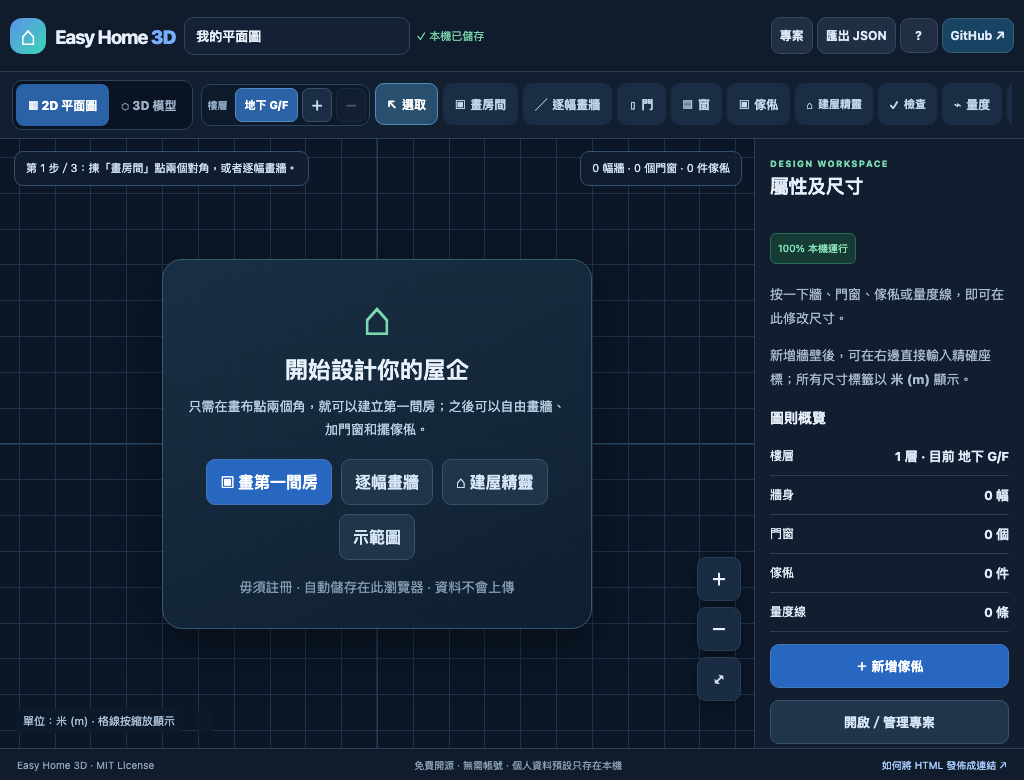 Easy Home 3D
我的平面圖
✓ 本機已儲存
專案
匯出 JSON
?
GitHub ↗
2D 平面圖
3D 模型
樓層
地下 G/F
+
−
選取
畫房間
逐幅畫牆
門
窗
傢俬
建屋精靈
檢查
量度
第 1 步 / 3：揀「畫房間」點兩個對角，或者逐幅畫牆。
0 幅牆 · 0 個門窗 · 0 件傢俬
開始設計你的屋企
只需在畫布點兩個角，就可以建立第一間房；之後可以自由畫牆、
加門窗和擺傢俬。
畫第一間房
逐幅畫牆
建屋精靈
示範圖
毋須註冊 · 自動儲存在此瀏覽器 · 資料不會上傳
+
−
單位：米 (m) · 格線按縮放顯示
DESIGN WORKSPACE
屬性及尺寸
100% 本機運行
按一下牆、門窗、傢俬或量度線，即可在
此修改尺寸。
新增牆壁後，可在右邊直接輸入精確座
標；所有尺寸標籤以 米 (m) 顯示。
圖則概覽
樓層
1 層 · 目前 地下 G/F
牆身
0 幅
門窗
0 個
傢俬
0 件
量度線
0 條
+ 新增傢俬
開啟 / 管理專案
Easy Home 3D · MIT License
免費開源 · 無需帳號 · 個人資料預設只存在本機
如何將 HTML 發佈成連結 ↗